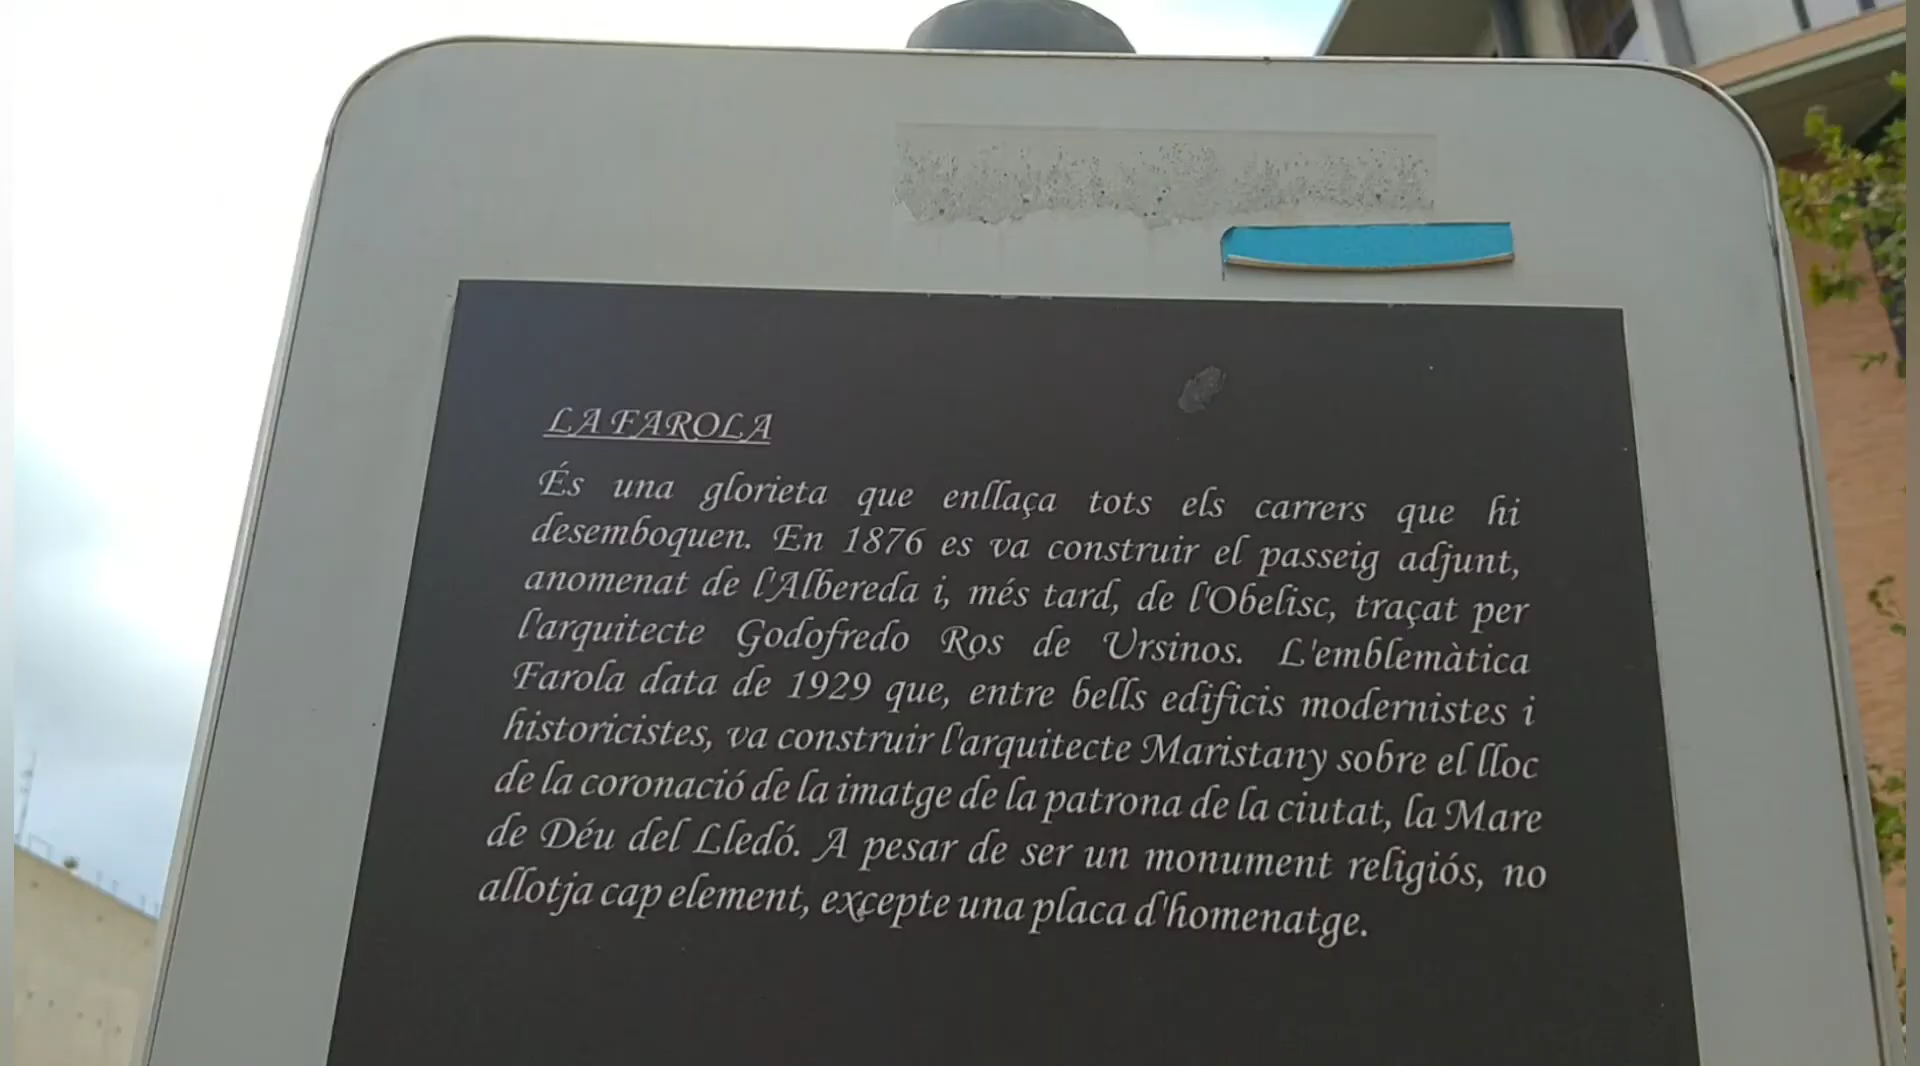 LA FAROLA
És una glorieta que enllaça tots els carrers que hi
desemboquen. En 1876 es va construir el passeig adjunt,
anomenat de l'Albereda i, més tard, de l'Obelisc, traçat per
l'arquitecte Godofredo Ros de Ursinos. L'emblemàtica
Farola data de 1929 que, entre bells edificis modernistes i
historicistes, va construir l'arquitecte Maristany sobre el lloc
de la coronació de la imatge de la patrona de la ciutat, la Mare
de Déu del Lledó. A pesar de ser un monument religiós, no
allotja cap element, excepte una placa d'homenatge.